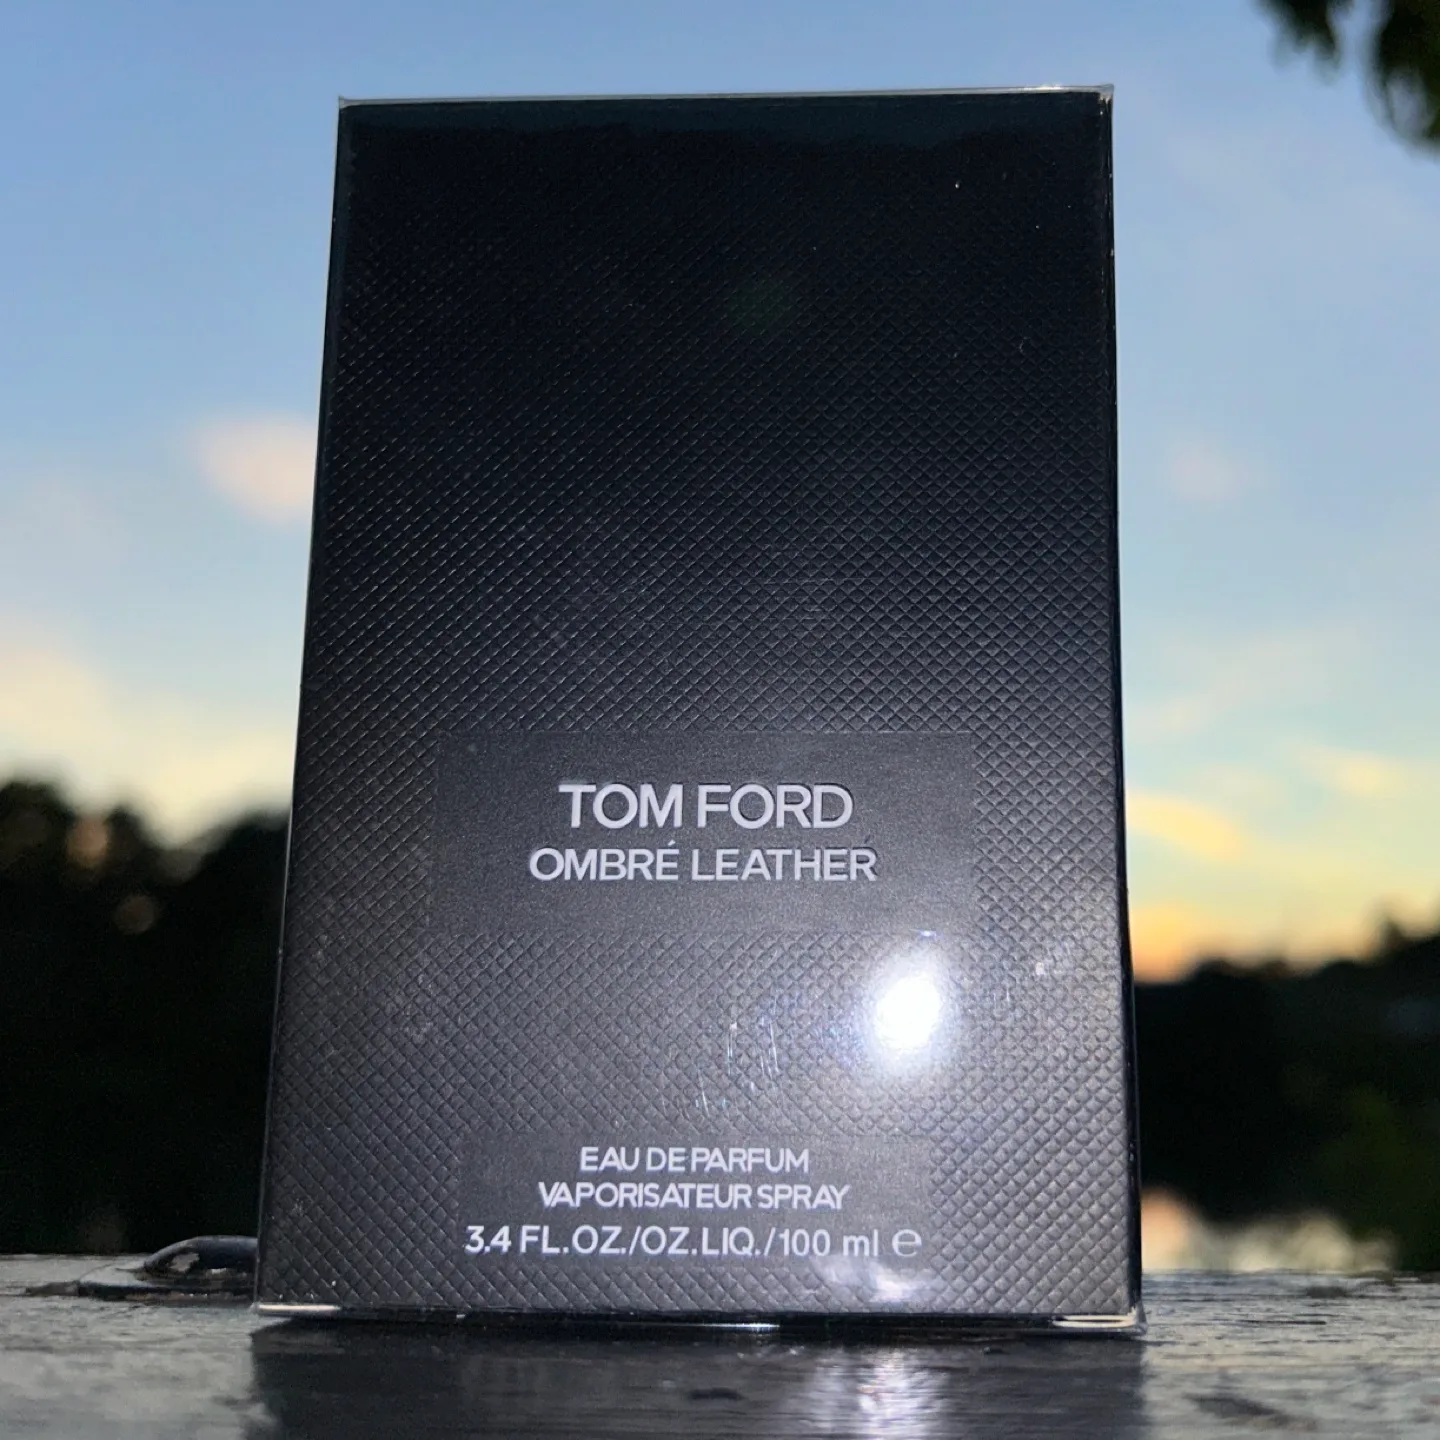 TOM FORD
OMBRÉ LEATHER
EAU DE PARFUM
VAPORISATEUR SPRAY
3.4 FL.OZ./OZ.LIQ./100 ml ℮